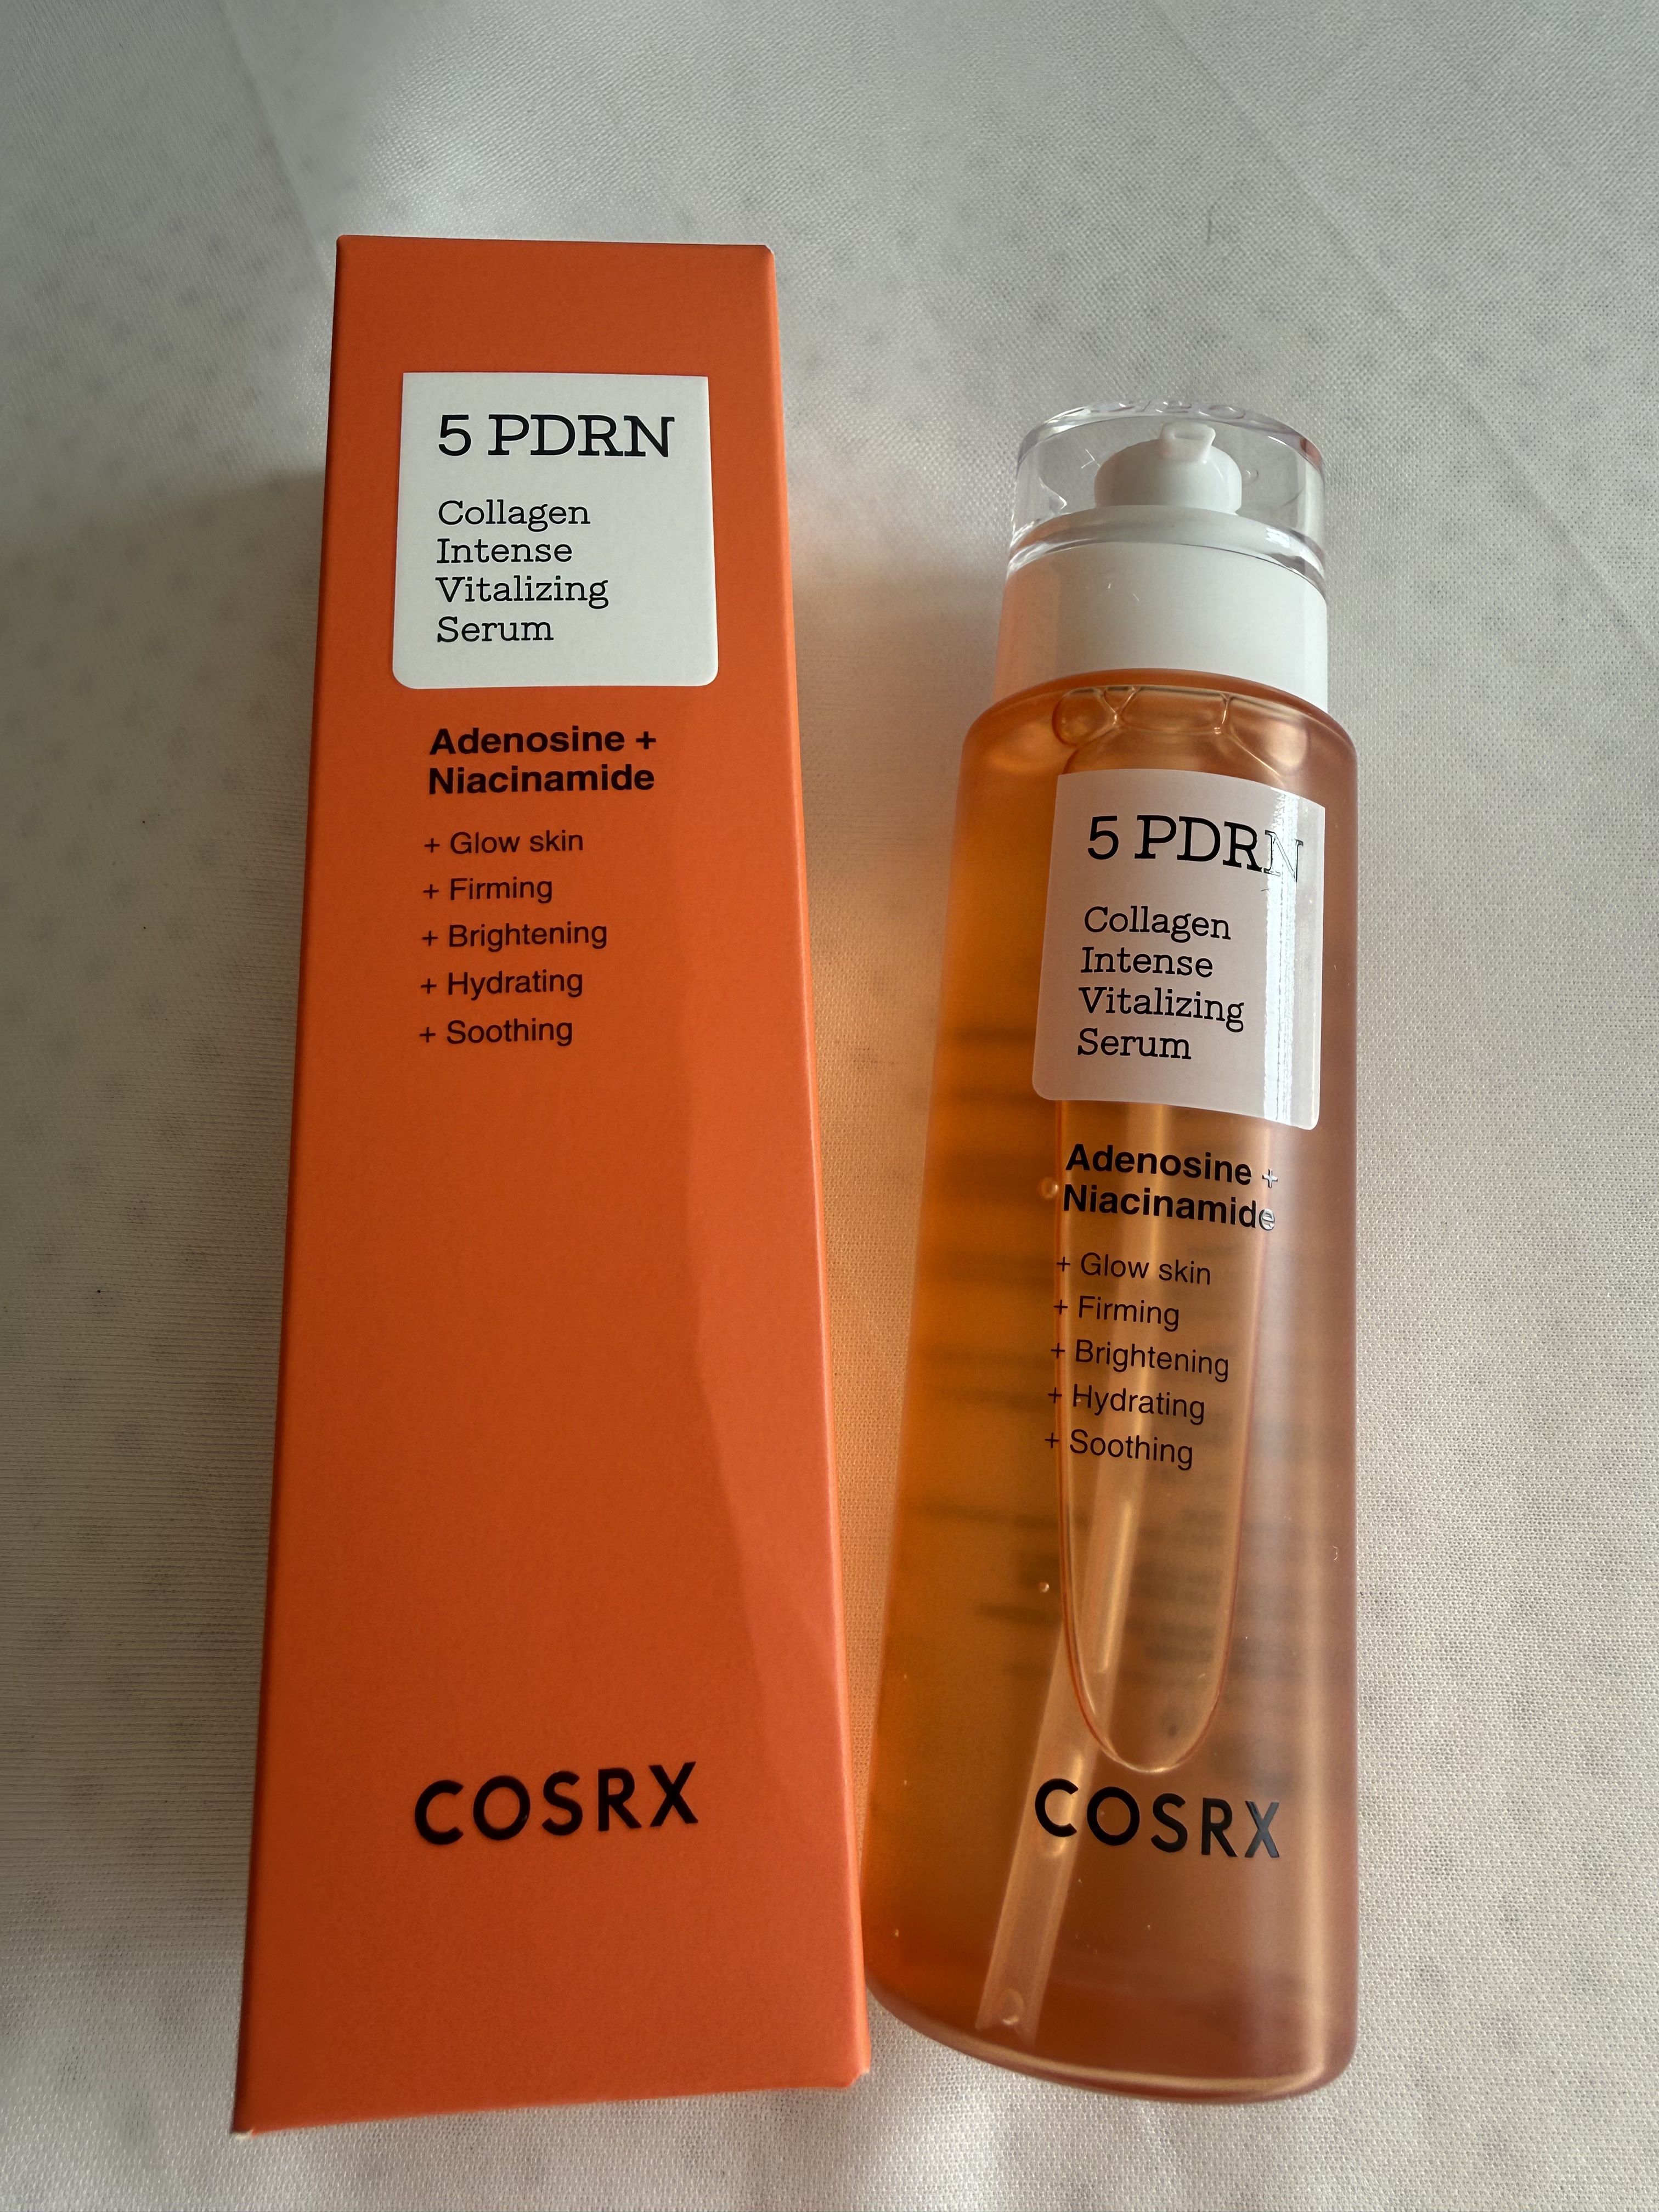 5 PDRN
Collagen
Intense
Vitalizing
Serum
Adenosine +
Niacinamide
+ Glow skin
+ Firming
+ Brightening
+ Hydrating
+ Soothing
COSRX
5 PDRN
Collagen
Intense
Vitalizing
Serum
Adenosine +
Niacinamide
+ Glow skin
+ Firming
+ Brightening
+ Hydrating
+ Soothing
COSRX